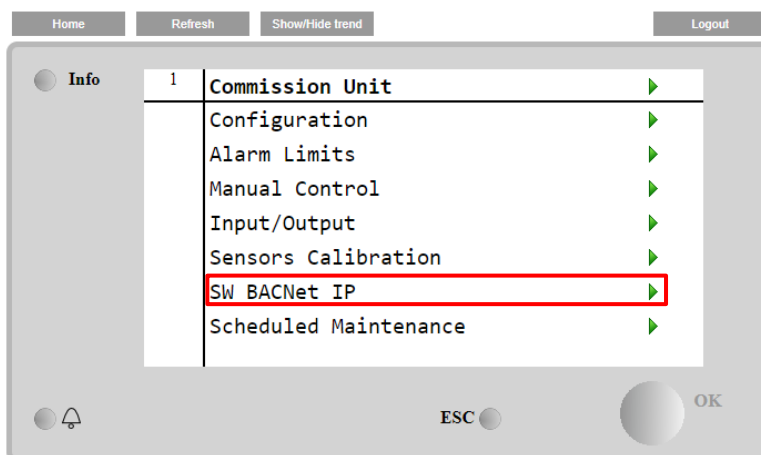 Home Refresh Show/Hide trend Logout
Info
1 Commission Unit
Configuration
Alarm Limits
Manual Control
Input/Output
Sensors Calibration
SW BACNet IP
Scheduled Maintenance
ESC OK